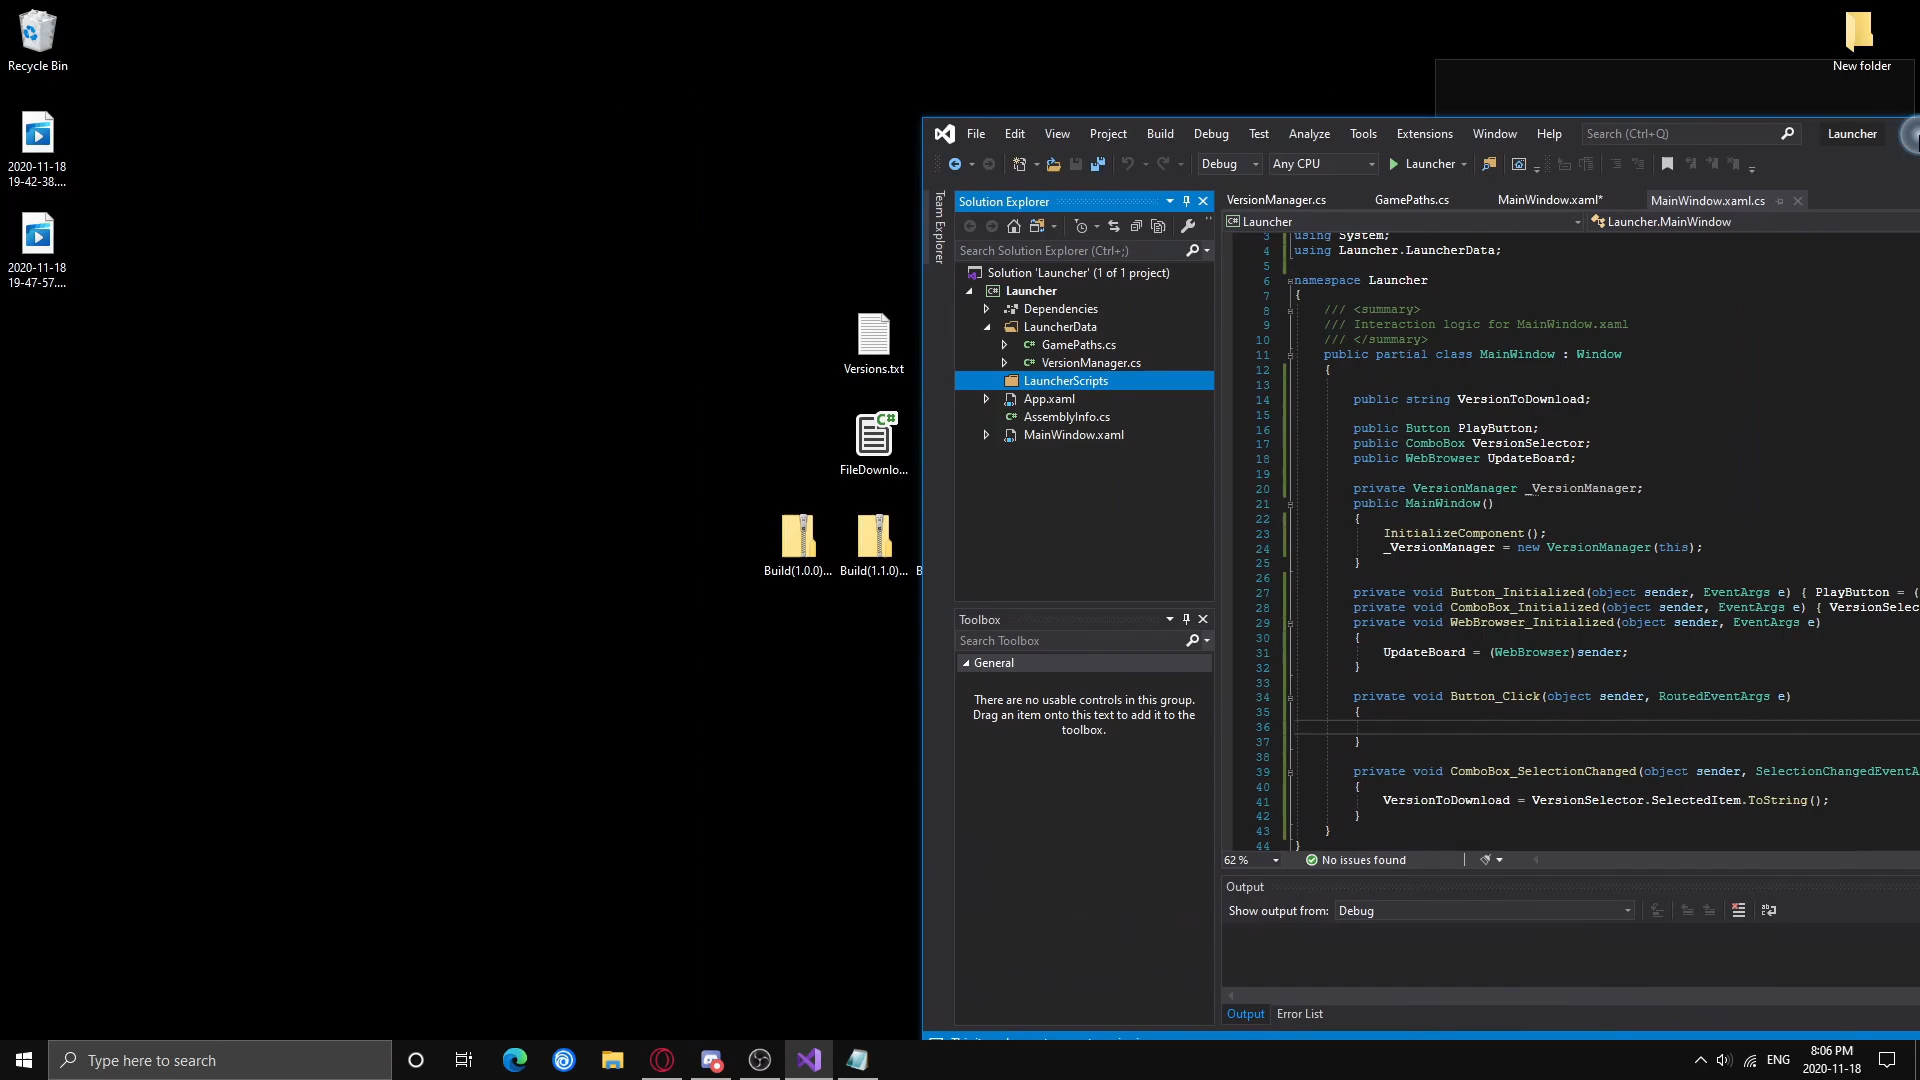 Recycle Bin
2020-11-18
19-42-38....
2020-11-18
19-47-57....
Versions.txt
FileDownlo...
Build(1.0.0)...
Build(1.1.0)...
B
New folder
File Edit View Project Build Debug Test Analyze Tools Extensions Window Help Search (Ctrl+Q) Launcher
Debug Any CPU Launcher
Team Explorer
Solution Explorer
Search Solution Explorer (Ctrl+;)
Solution 'Launcher' (1 of 1 project)
C# Launcher
Dependencies
LauncherData
C# GamePaths.cs
C# VersionManager.cs
LauncherScripts
App.xaml
C# AssemblyInfo.cs
MainWindow.xaml
Toolbox
Search Toolbox
General
There are no usable controls in this group.
Drag an item onto this text to add it to the
toolbox.
VersionManager.cs GamePaths.cs MainWindow.xaml* MainWindow.xaml.cs
C# Launcher Launcher.MainWindow
3 using System;
4 using Launcher.LauncherData;
5
6 namespace Launcher
7 {
8 /// <summary>
9 /// Interaction logic for MainWindow.xaml
10 /// </summary>
11 public partial class MainWindow : Window
12 {
13
14 public string VersionToDownload;
15
16 public Button PlayButton;
17 public ComboBox VersionSelector;
18 public WebBrowser UpdateBoard;
19
20 private VersionManager _VersionManager;
21 public MainWindow()
22 {
23 InitializeComponent();
24 _VersionManager = new VersionManager(this);
25 }
26
27 private void Button_Initialized(object sender, EventArgs e) { PlayButton = (
28 private void ComboBox_Initialized(object sender, EventArgs e) { VersionSelec
29 private void WebBrowser_Initialized(object sender, EventArgs e)
30 {
31 UpdateBoard = (WebBrowser)sender;
32 }
33
34 private void Button_Click(object sender, RoutedEventArgs e)
35 {
36
37 }
38
39 private void ComboBox_SelectionChanged(object sender, SelectionChangedEventA
40 {
41 VersionToDownload = VersionSelector.SelectedItem.ToString();
42 }
43 }
44 }
62 % No issues found
Output
Show output from: Debug
Output Error List
Type here to search
ENG
8:06 PM
2020-11-18